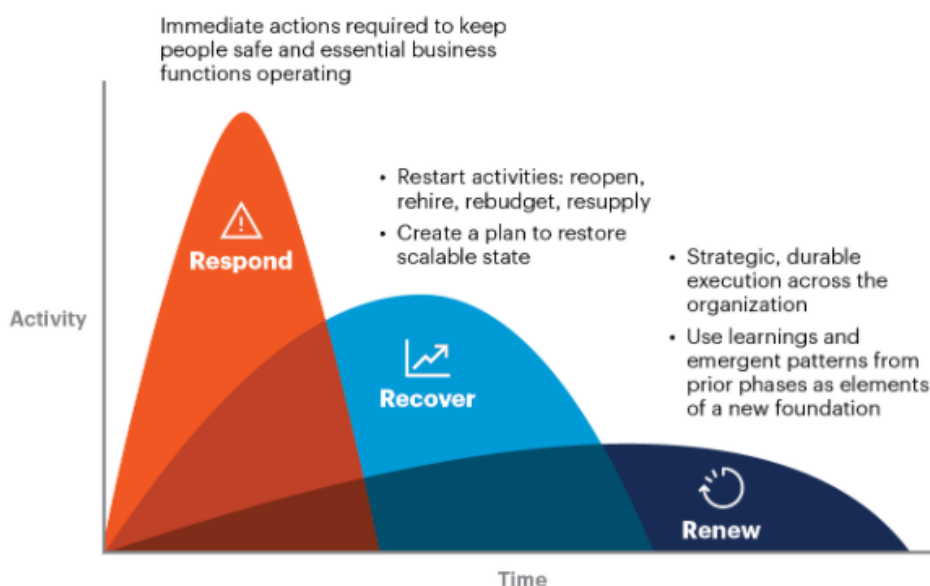 Immediate actions required to keep
people safe and essential business
functions operating
• Restart activities: reopen,
rehire, rebudget, resupply
• Create a plan to restore
scalable state
Respond
• Strategic, durable
execution across the
organization
• Use learnings and
emergent patterns from
prior phases as elements
of a new foundation
Activity
Recover
Renew
Time